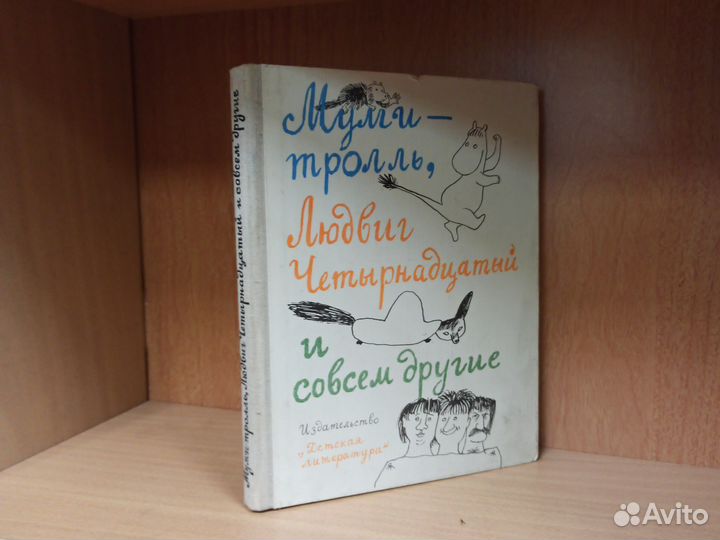 Муми-тролль, Людвиг Четырнадцатый и совсем другие
Муми —
тролль,
Людвиг
Четырнадцатый
и
совсем другие
Издательство
"Детская
литература"
Avito